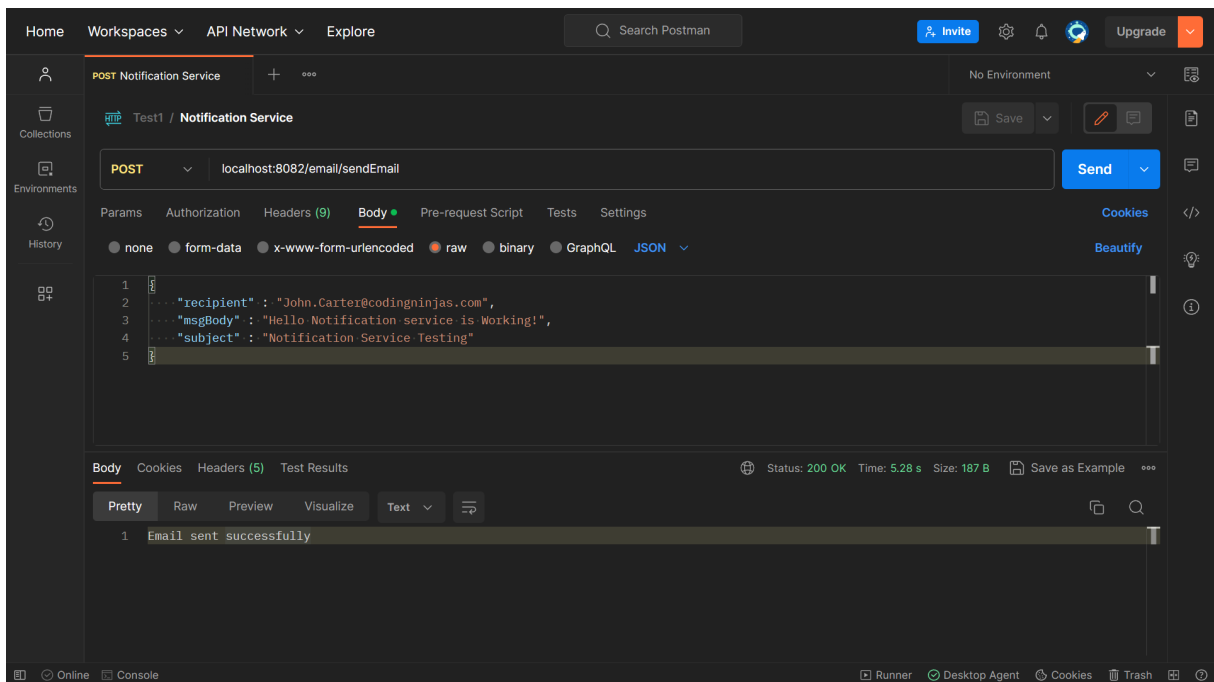 Home Workspaces API Network Explore Search Postman Invite Upgrade
POST Notification Service No Environment
HTTP Test1 / Notification Service Save
Collections
POST localhost:8082/email/sendEmail Send
Environments
Params Authorization Headers (9) Body Pre-request Script Tests Settings Cookies
History
none form-data x-www-form-urlencoded raw binary GraphQL JSON Beautify
1 {
2 "recipient" : "John.Carter@codingninjas.com",
3 "msgBody" : "Hello Notification service is Working!",
4 "subject" : "Notification Service Testing"
5 }
Body Cookies Headers (5) Test Results Status: 200 OK Time: 5.28 s Size: 187 B Save as Example
Pretty Raw Preview Visualize Text
1 Email sent successfully
Online Console Runner Desktop Agent Cookies Trash